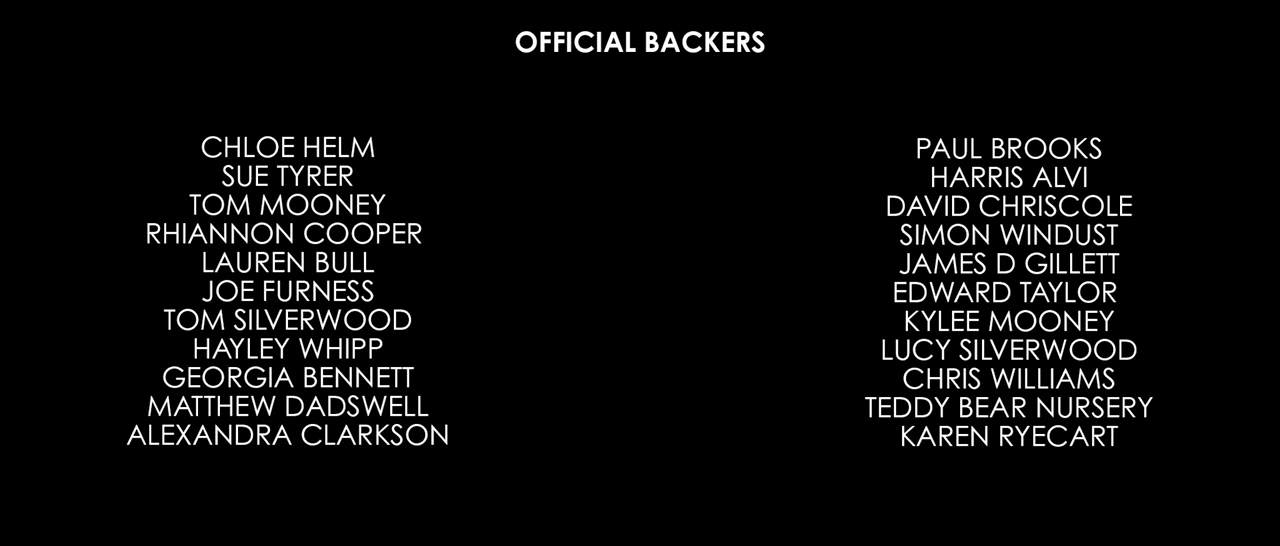 OFFICIAL BACKERS
CHLOE HELM
SUE TYRER
TOM MOONEY
RHIANNON COOPER
LAUREN BULL
JOE FURNESS
TOM SILVERWOOD
HAYLEY WHIPP
GEORGIA BENNETT
MATTHEW DADSWELL
ALEXANDRA CLARKSON
PAUL BROOKS
HARRIS ALVI
DAVID CHRISCOLE
SIMON WINDUST
JAMES D GILLETT
EDWARD TAYLOR
KYLEE MOONEY
LUCY SILVERWOOD
CHRIS WILLIAMS
TEDDY BEAR NURSERY
KAREN RYECART